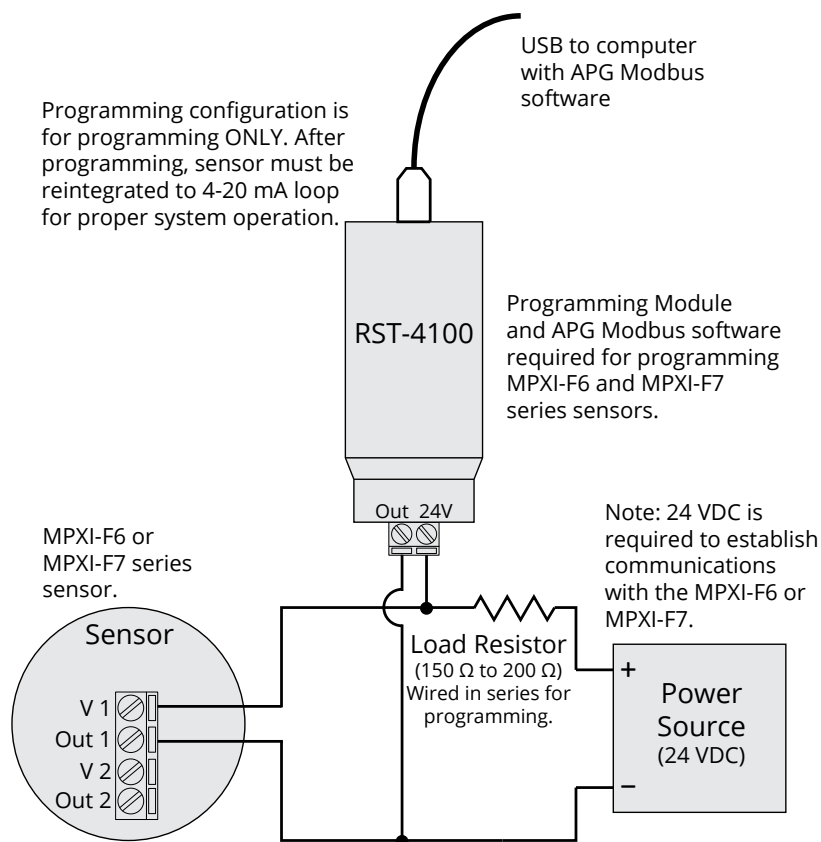 USB to computer
with APG Modbus
software
Programming configuration is
for programming ONLY. After
programming, sensor must be
reintegrated to 4-20 mA loop
for proper system operation.
RST-4100
Programming Module
and APG Modbus software
required for programming
MPXI-F6 and MPXI-F7
series sensors.
Out 24V
MPXI-F6 or
MPXI-F7 series
sensor.
Note: 24 VDC is
required to establish
communications
with the MPXI-F6 or
MPXI-F7.
Sensor
V 1
Out 1
V 2
Out 2
Load Resistor
(150 Ω to 200 Ω)
Wired in series for
programming.
+
Power
Source
(24 VDC)
−